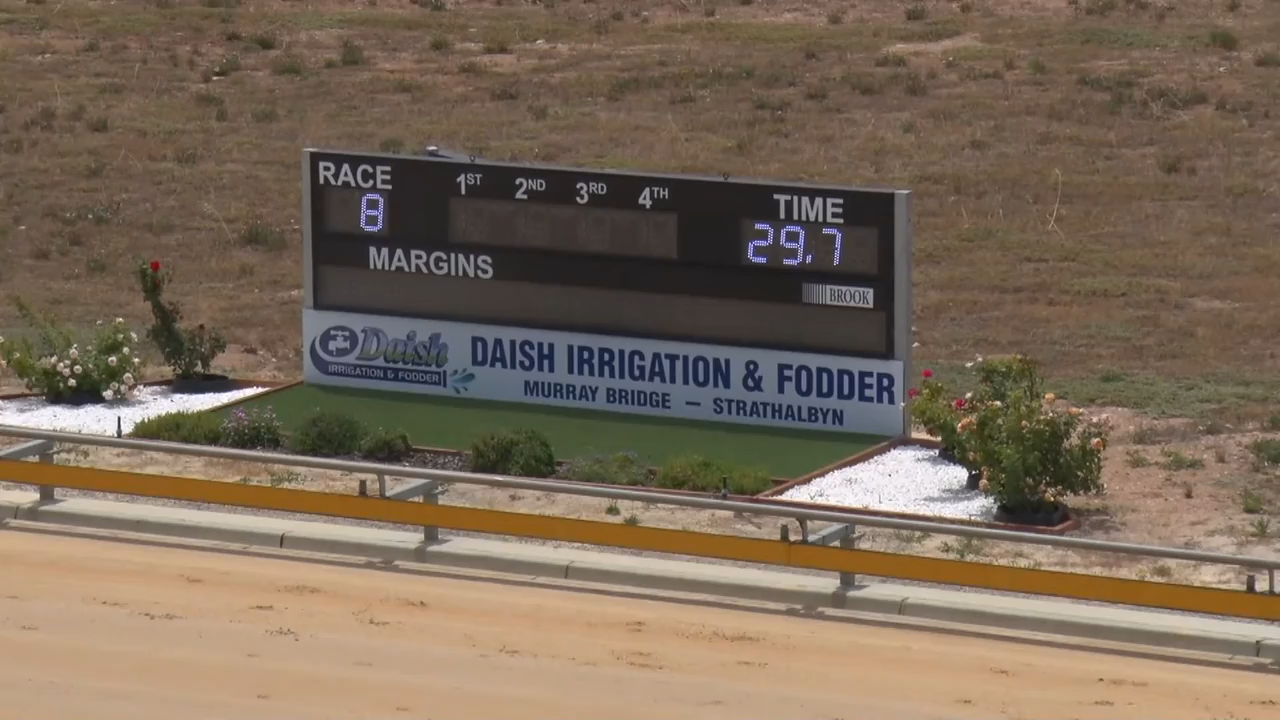 RACE 1ST 2ND 3RD 4TH TIME
8 29.7
MARGINS
BROOK
Daish
IRRIGATION & FODDER
DAISH IRRIGATION & FODDER
MURRAY BRIDGE — STRATHALBYN